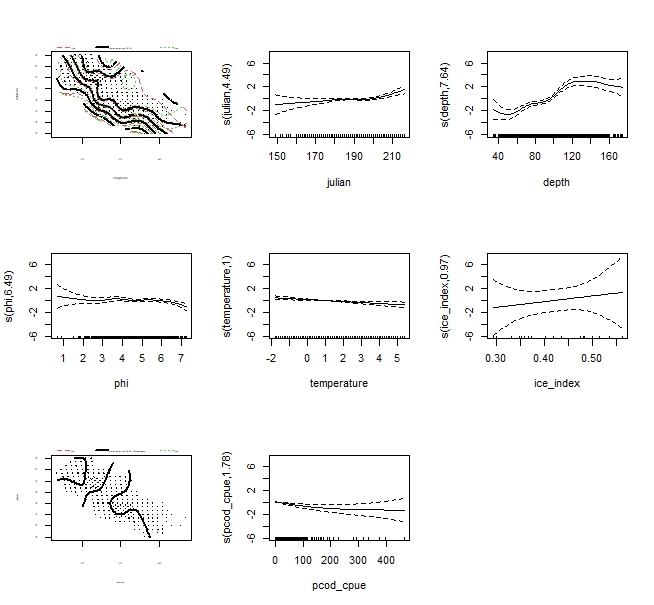 s(julian,4.49)
6
2
-2
-6
150 170 190 210
julian
s(depth,7.64)
6
2
-2
-6
40 80 120 160
depth
s(phi,6.49)
6
2
-2
-6
1 2 3 4 5 6 7
phi
s(temperature,1)
6
2
-2
-6
-2 0 1 2 3 4 5
temperature
s(ice_index,0.97)
6
2
-2
-6
0.30 0.40 0.50
ice_index
s(pcod_cpue,1.78)
6
2
-2
-6
0 100 200 300 400
pcod_cpue